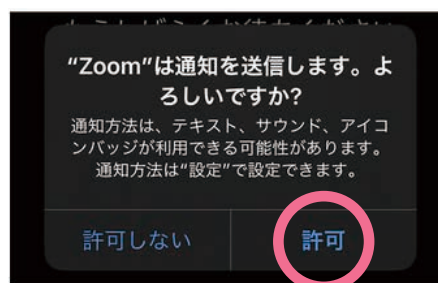 “Zoom”は通知を送信します。よ
ろしいですか?
通知方法は、テキスト、サウンド、アイコ
ンバッジが利用できる可能性があります。
通知方法は“設定”で設定できます。
許可しない
許可